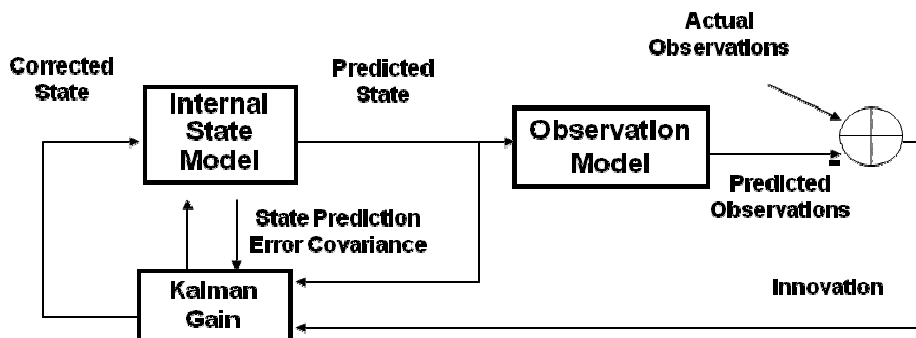 Actual
Observations
Corrected
State
Predicted
State
Internal
State
Model
Observation
Model
-
Predicted
Observations
State Prediction
Error Covariance
Kalman
Gain
Innovation